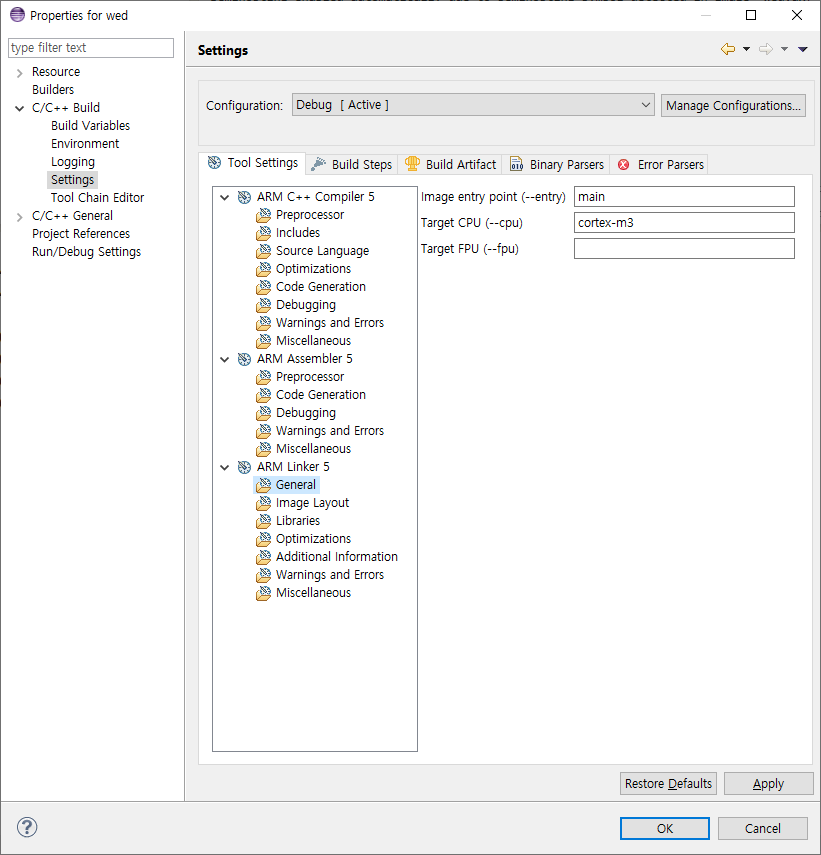 Properties for wed
type filter text
Resource
Builders
C/C++ Build
Build Variables
Environment
Logging
Settings
Tool Chain Editor
C/C++ General
Project References
Run/Debug Settings
Settings
Configuration:
Debug [ Active ]
Manage Configurations...
Tool Settings
Build Steps
Build Artifact
Binary Parsers
Error Parsers
ARM C++ Compiler 5
Preprocessor
Includes
Source Language
Optimizations
Code Generation
Debugging
Warnings and Errors
Miscellaneous
ARM Assembler 5
Preprocessor
Code Generation
Debugging
Warnings and Errors
Miscellaneous
ARM Linker 5
General
Image Layout
Libraries
Optimizations
Additional Information
Warnings and Errors
Miscellaneous
Image entry point (--entry) main
Target CPU (--cpu) cortex-m3
Target FPU (--fpu)
Restore Defaults
Apply
OK
Cancel